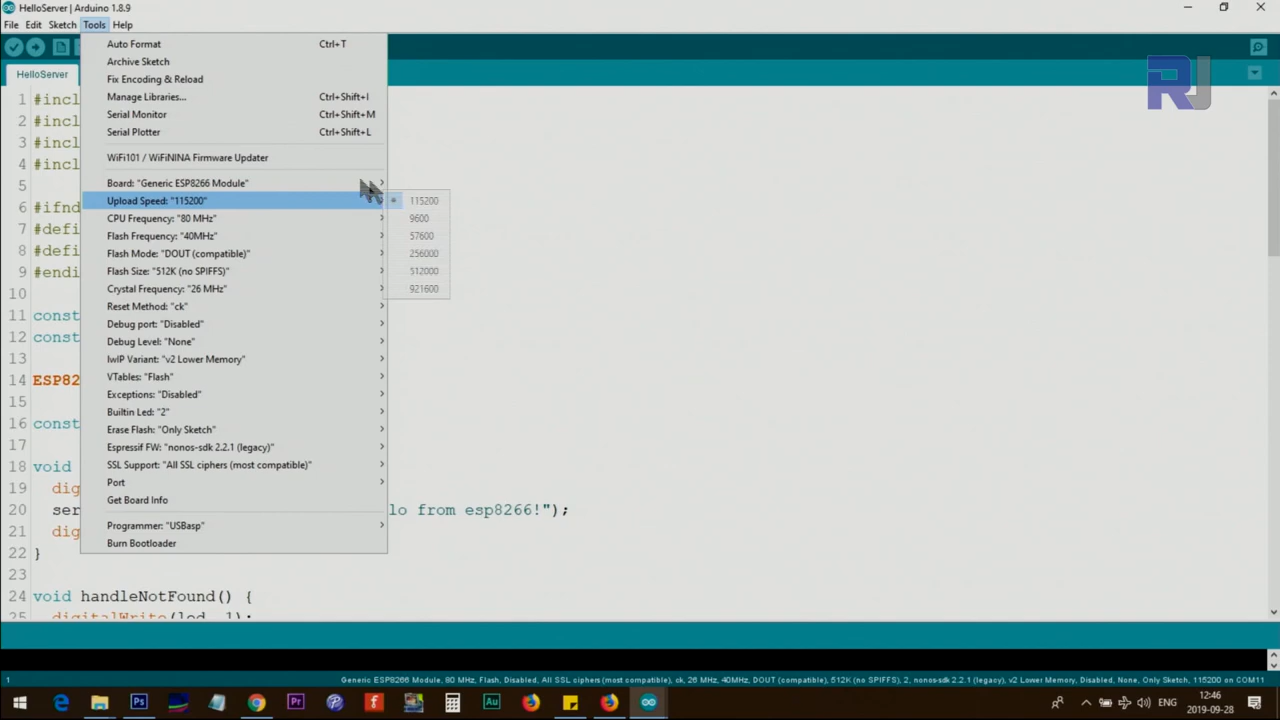 HelloServer | Arduino 1.8.9
File Edit Sketch Tools Help
HelloServer
RJ
Auto Format Ctrl+T
Archive Sketch
Fix Encoding & Reload
Manage Libraries... Ctrl+Shift+I
Serial Monitor Ctrl+Shift+M
Serial Plotter Ctrl+Shift+L
WiFi101 / WiFiNINA Firmware Updater
Board: "Generic ESP8266 Module"
Upload Speed: "115200"
CPU Frequency: "80 MHz"
Flash Frequency: "40MHz"
Flash Mode: "DOUT (compatible)"
Flash Size: "512K (no SPIFFS)"
Crystal Frequency: "26 MHz"
Reset Method: "ck"
Debug port: "Disabled"
Debug Level: "None"
IwIP Variant: "v2 Lower Memory"
VTables: "Flash"
Exceptions: "Disabled"
Builtin Led: "2"
Erase Flash: "Only Sketch"
Espressif FW: "nonos-sdk 2.2.1 (legacy)"
SSL Support: "All SSL ciphers (most compatible)"
Port
Get Board Info
Programmer: "USBasp"
Burn Bootloader
115200
9600
57600
256000
512000
921600
1 #incl
2 #incl
3 #incl
4 #incl
5
6 #ifnd
7 #defi
8 #defi
9 #endi
10
11 const
12 const
13
14 ESP82
15
16 const
17
18 void
19 dig
20 ser lo from esp8266!");
21 dig
22 }
23
24 void handleNotFound() {
25 digitalWrite(led, 1);
1 Generic ESP8266 Module, 80 MHz, Flash, Disabled, All SSL ciphers (most compatible), ck, 26 MHz, 40MHz, DOUT (compatible), 512K (no SPIFFS), 2, nonos-sdk 2.2.1 (legacy), v2 Lower Memory, Disabled, None, Only Sketch, 115200 on COM11
Ps Pr Au ENG 12:46
2019-09-28